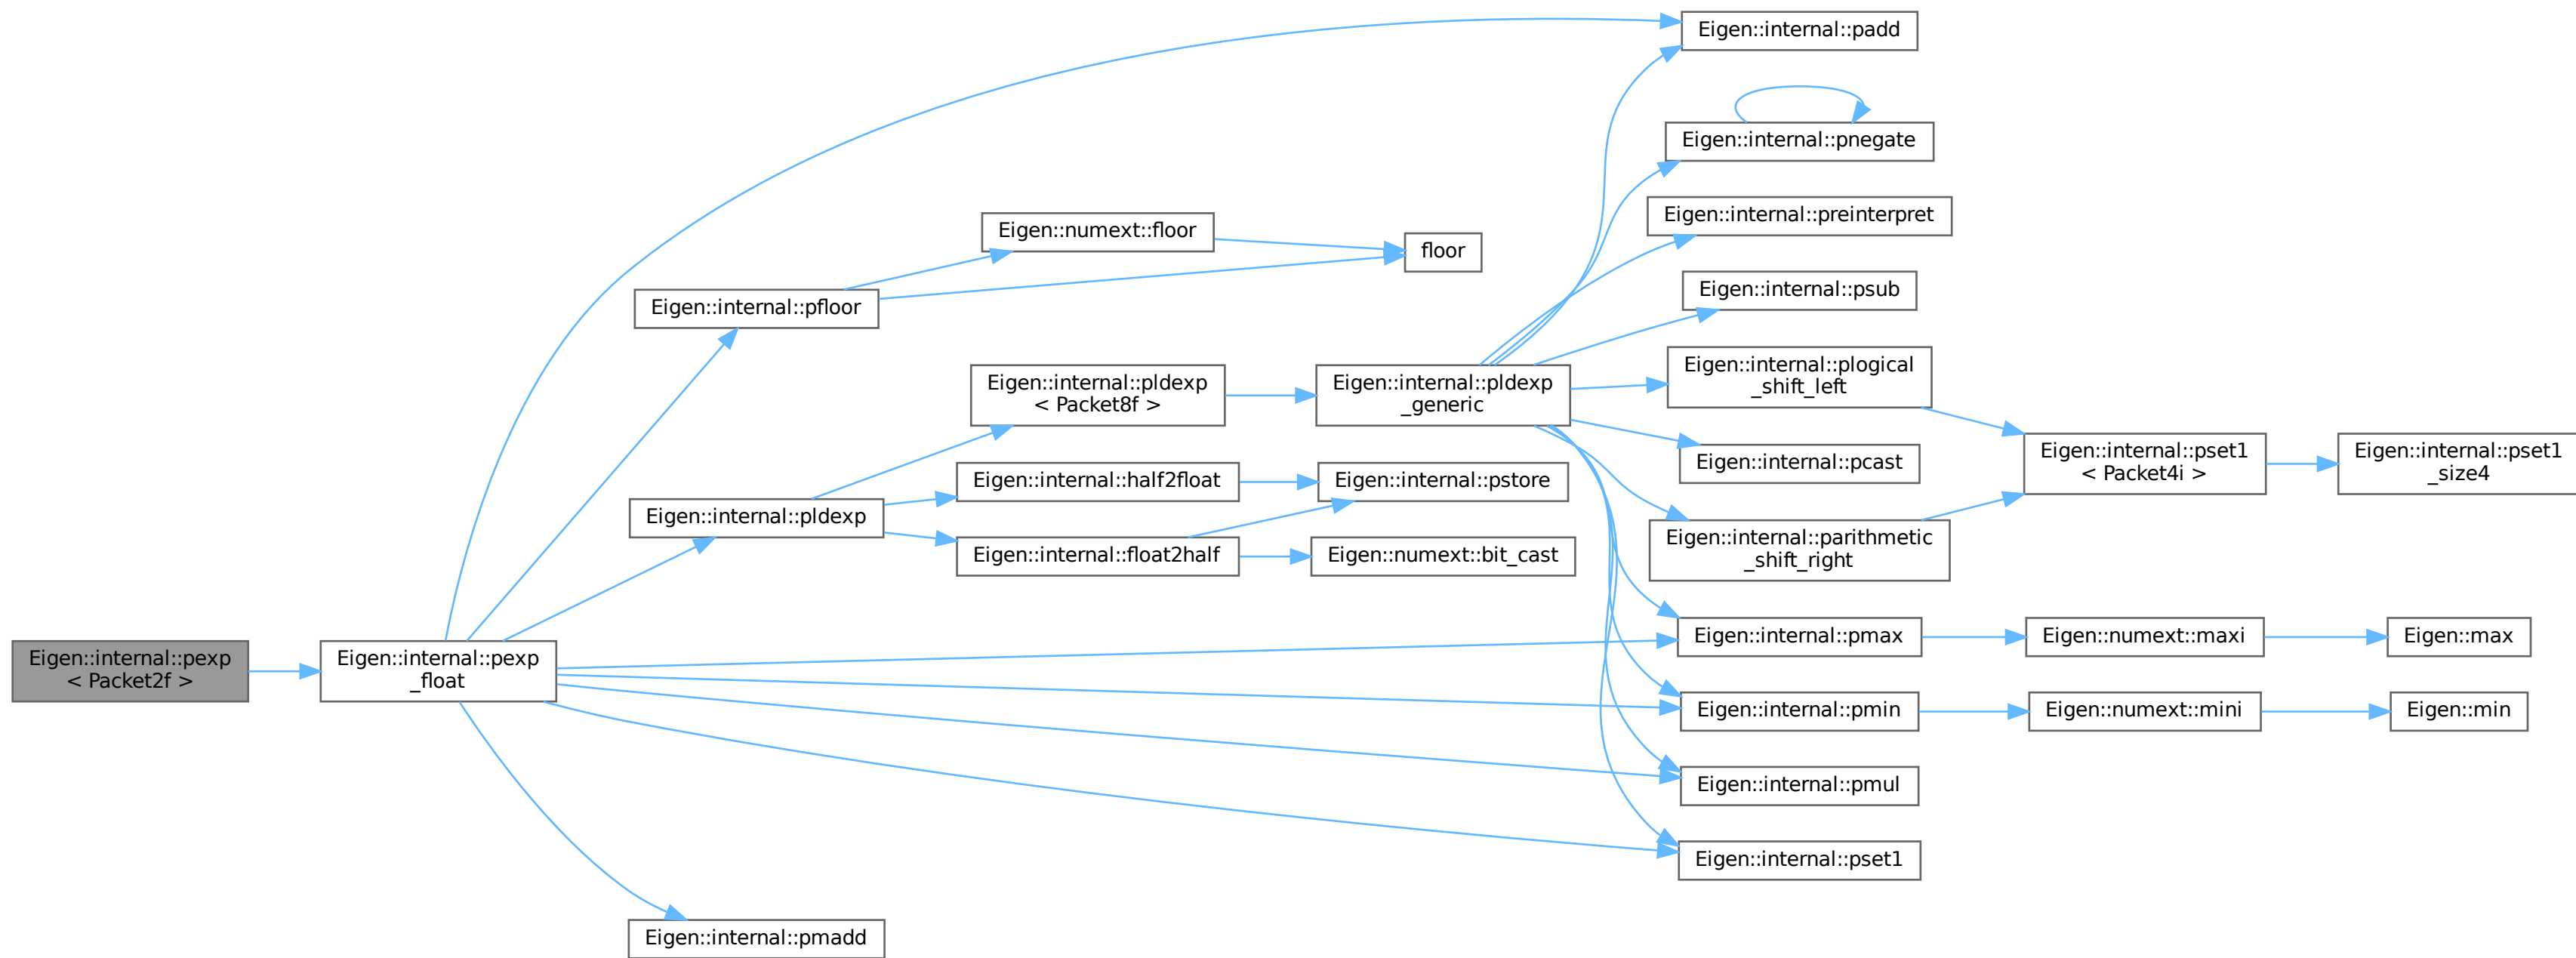 Eigen::internal::padd
Eigen::internal::pnegate
Eigen::internal::preinterpret
Eigen::numext::floor
floor
Eigen::internal::psub
Eigen::internal::pfloor
Eigen::internal::plogical
_shift_left
Eigen::internal::pldexp
< Packet8f >
Eigen::internal::pldexp
_generic
Eigen::internal::pcast
Eigen::internal::pset1
< Packet4i >
Eigen::internal::pset1
_size4
Eigen::internal::half2float
Eigen::internal::pstore
Eigen::internal::pldexp
Eigen::internal::float2half
Eigen::numext::bit_cast
Eigen::internal::parithmetic
_shift_right
Eigen::internal::pmax
Eigen::numext::maxi
Eigen::max
Eigen::internal::pexp
< Packet2f >
Eigen::internal::pexp
_float
Eigen::internal::pmin
Eigen::numext::mini
Eigen::min
Eigen::internal::pmul
Eigen::internal::pset1
Eigen::internal::pmadd